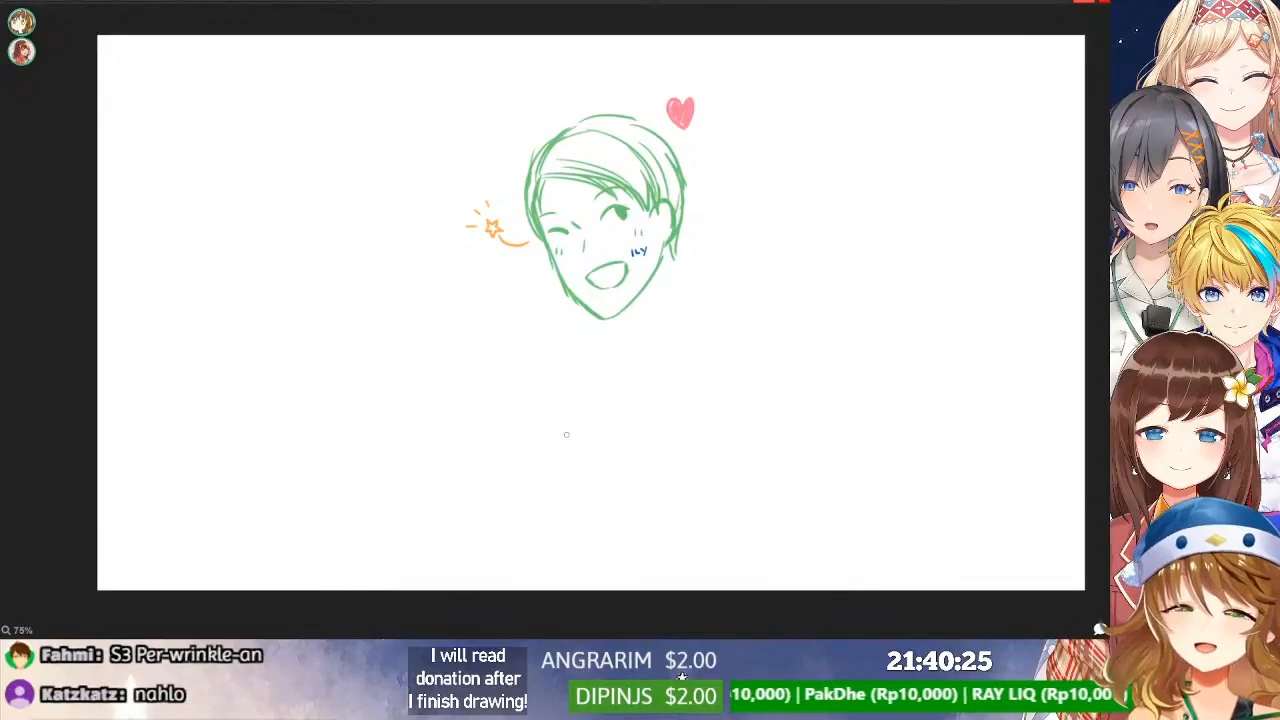 ILY
75%
Fahmi: S3 Per-wrinkle-an
Katzkatz: nahlo
I will read
donation after
I finish drawing!
ANGRARIM $2.00
DIPINJS $2.00
21:40:25
10,000) | PakDhe (Rp10,000) | RAY LIQ (Rp10,00